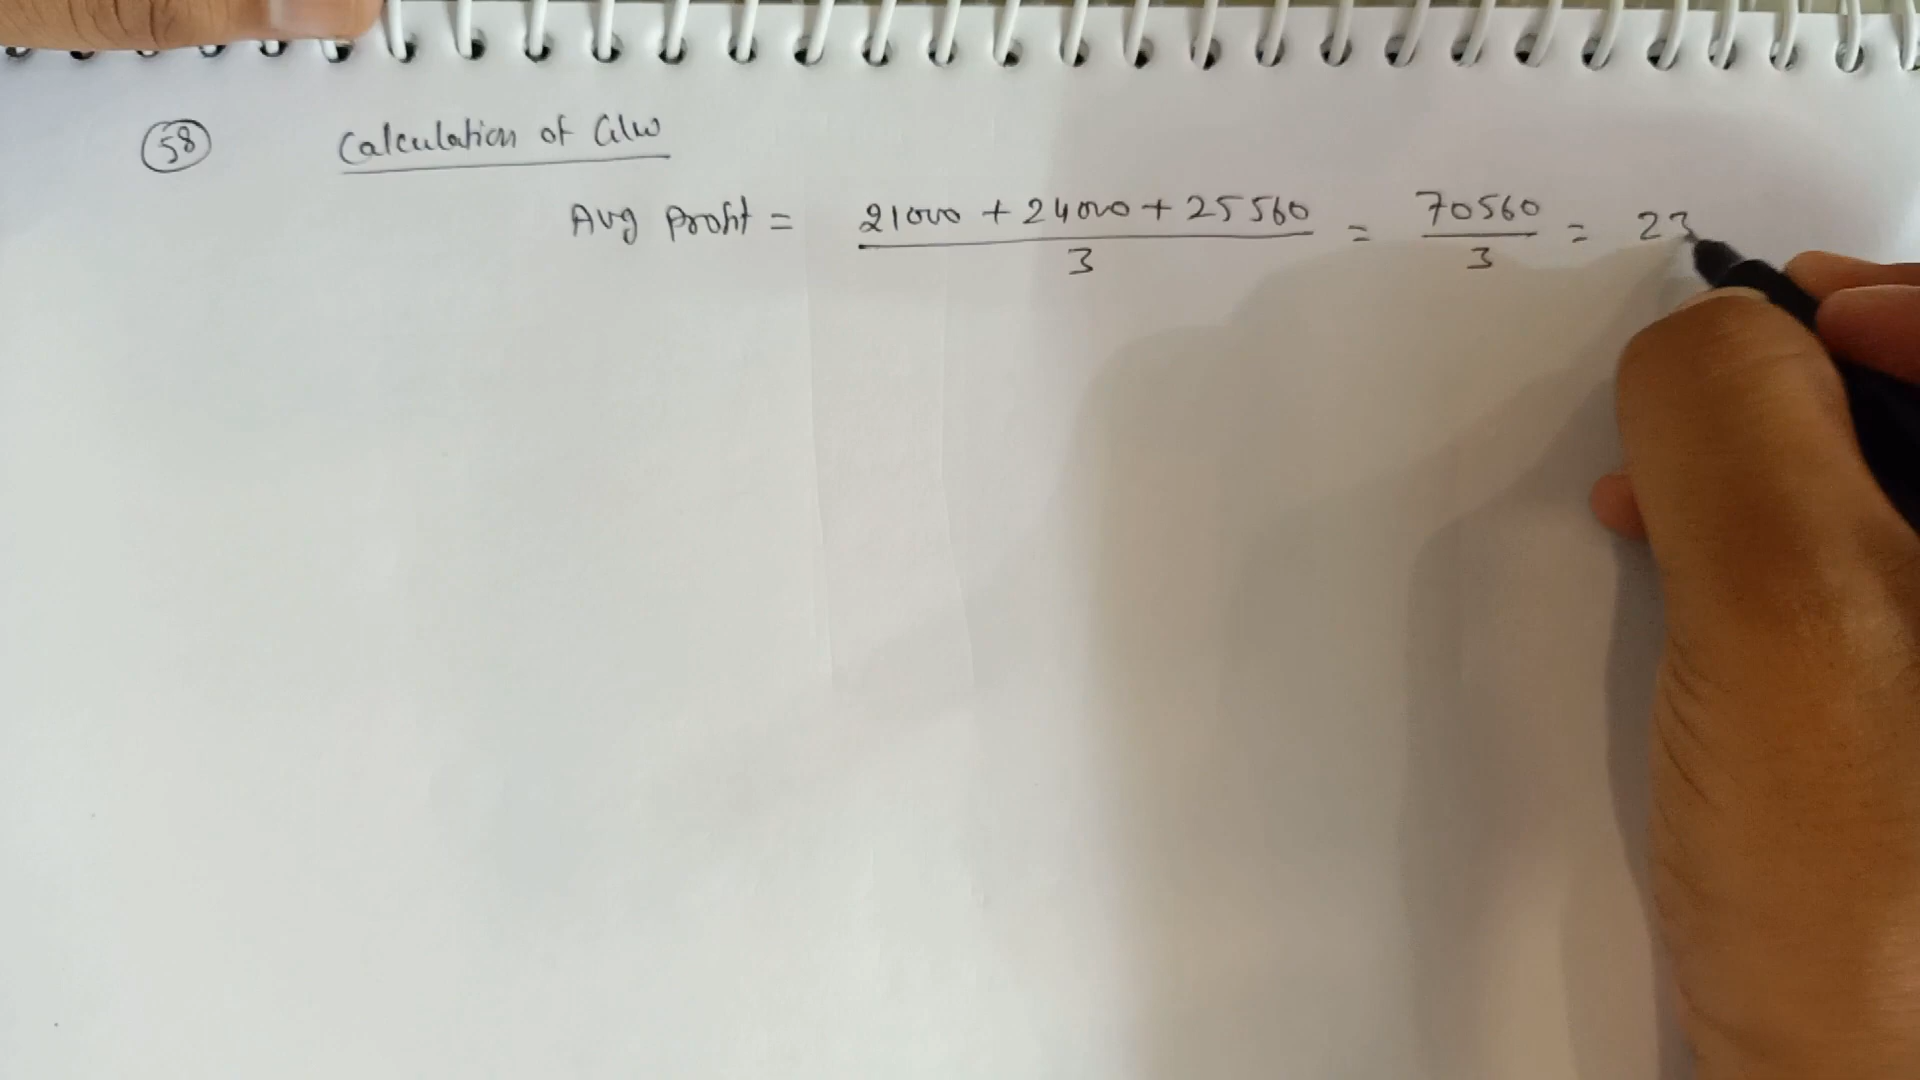 58 Calculation of G/w
Avg Profit = 21000 + 24000 + 25560 / 3 = 70560 / 3 = 23